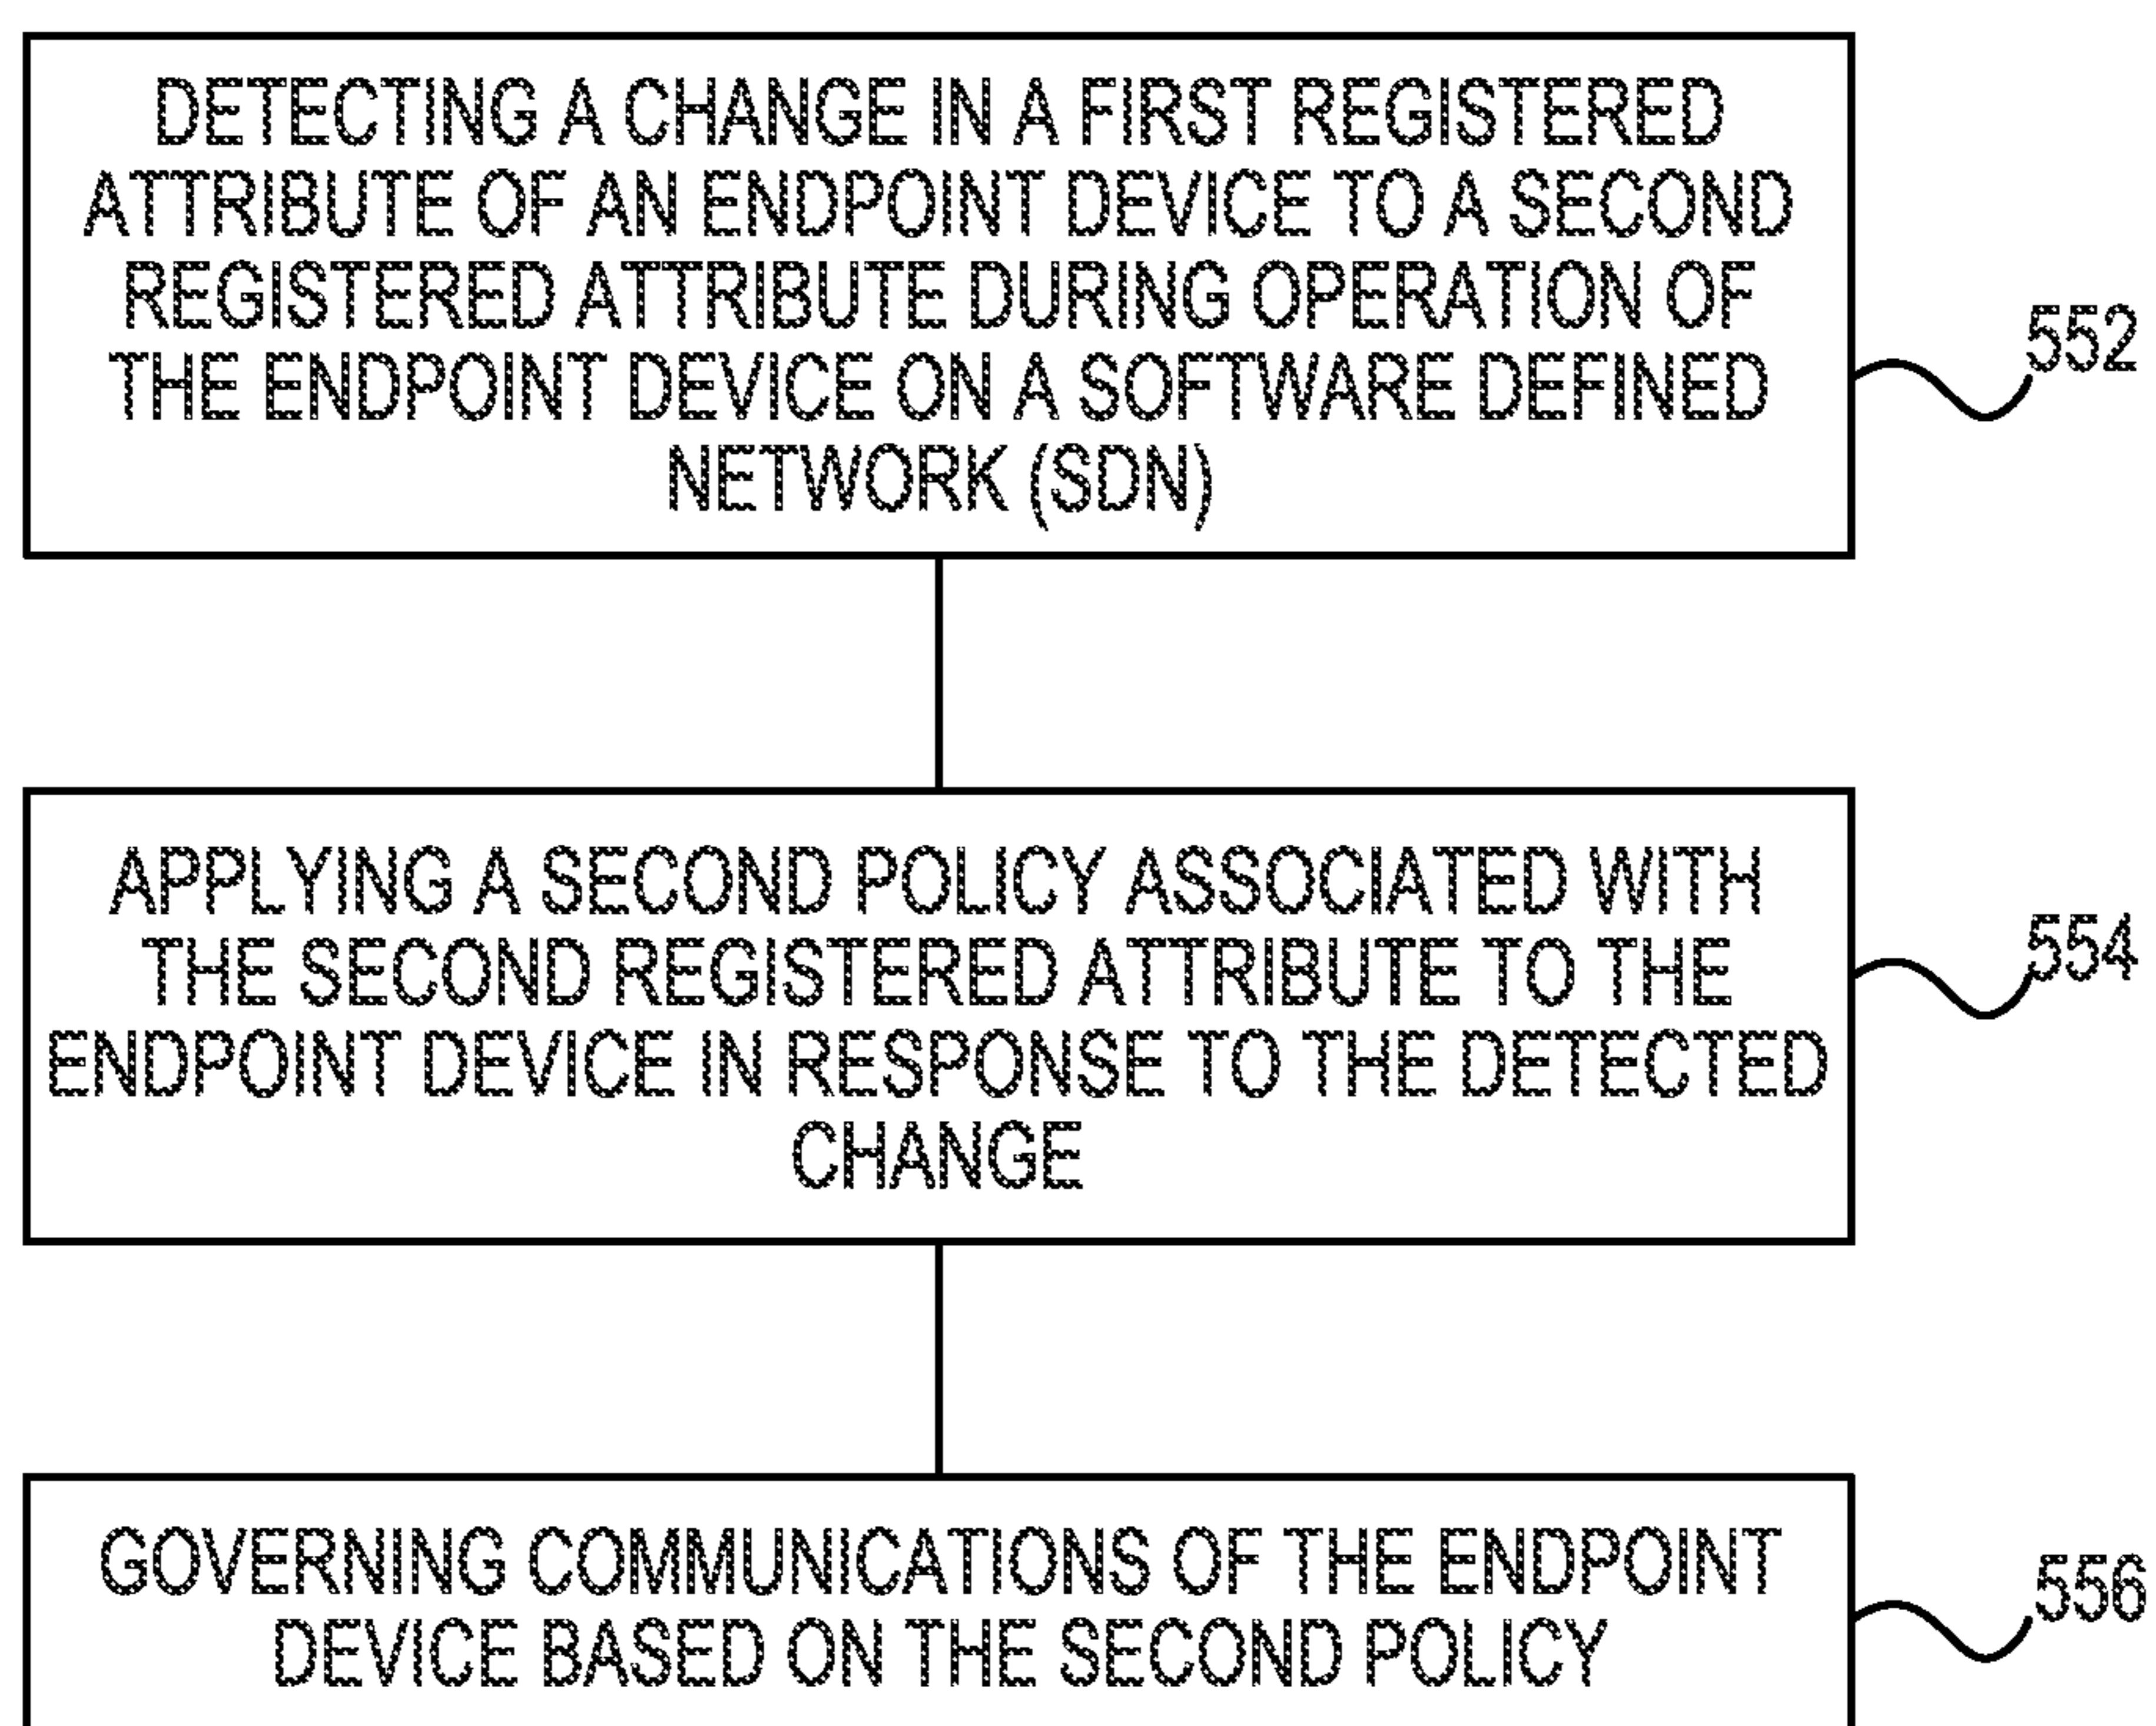 DETECTING A CHANGE IN A FIRST REGISTERED
ATTRIBUTE OF AN ENDPOINT DEVICE TO A SECOND
REGISTERED ATTRIBUTE DURING OPERATION OF
THE ENDPOINT DEVICE ON A SOFTWARE DEFINED
NETWORK (SDN)
552
APPLYING A SECOND POLICY ASSOCIATED WITH
THE SECOND REGISTERED ATTRIBUTE TO THE
ENDPOINT DEVICE IN RESPONSE TO THE DETECTED
CHANGE
554
GOVERNING COMMUNICATIONS OF THE ENDPOINT
DEVICE BASED ON THE SECOND POLICY
556